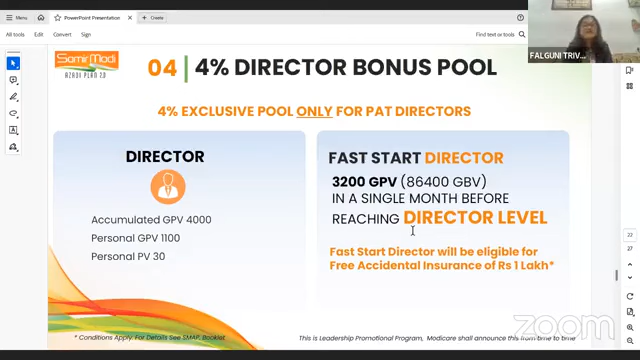 Menu
PowerPoint Presentation
Create
All tools
Edit
Convert
Sign
Find text or tools
FALGUNI TRIV...
Samir Modi
AZADI PLAN 2.0
04 | 4% DIRECTOR BONUS POOL
4% EXCLUSIVE POOL ONLY FOR PAT DIRECTORS
DIRECTOR
Accumulated GPV 4000
Personal GPV 1100
Personal PV 30
FAST START DIRECTOR
3200 GPV (86400 GBV)
IN A SINGLE MONTH BEFORE
REACHING DIRECTOR LEVEL
Fast Start Director will be eligible for
Free Accidental Insurance of Rs 1 Lakh*
22
177
* Conditions Apply. For Details See SMAP, Booklet
This is Leadership Promotional Program, Modicare shall announce this from time to time
zoom